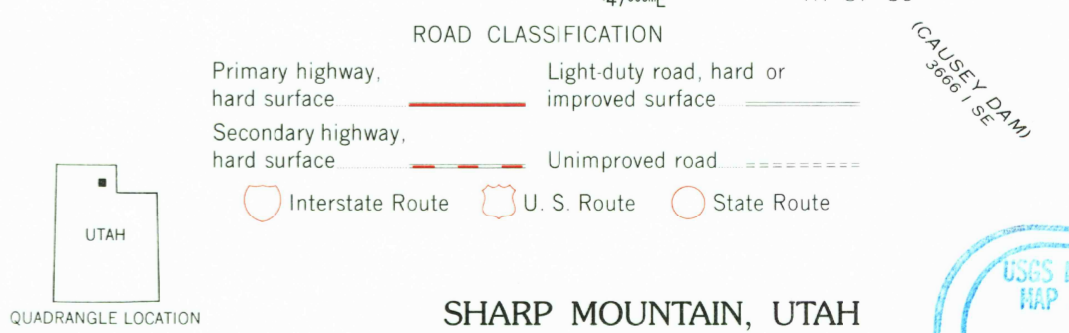 ROAD CLASSIFICATION
Primary highway,
hard surface
Light-duty road, hard or
improved surface
Secondary highway,
hard surface
Unimproved road
Interstate Route
U. S. Route
State Route
(CAUSEY DAM)
3666 I SE
UTAH
QUADRANGLE LOCATION
SHARP MOUNTAIN, UTAH
USGS
MAP